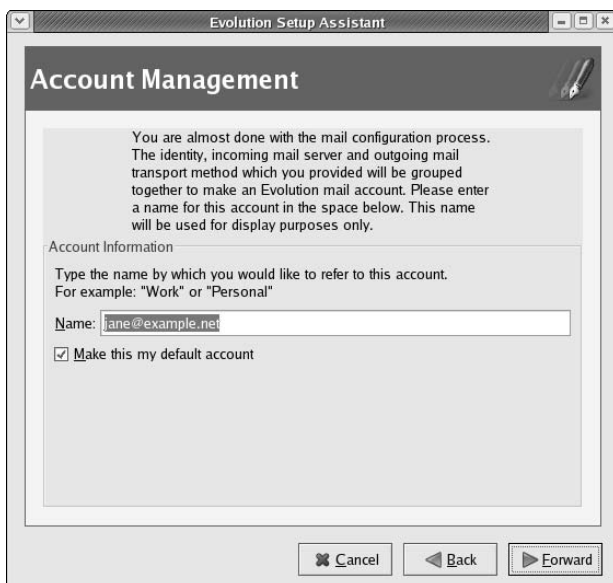 Evolution Setup Assistant
Account Management
You are almost done with the mail configuration process.
The identity, incoming mail server and outgoing mail
transport method which you provided will be grouped
together to make an Evolution mail account. Please enter
a name for this account in the space below. This name
will be used for display purposes only.
Account Information
Type the name by which you would like to refer to this account.
For example: "Work" or "Personal"
Name: jane@example.net
Make this my default account
Cancel Back Forward